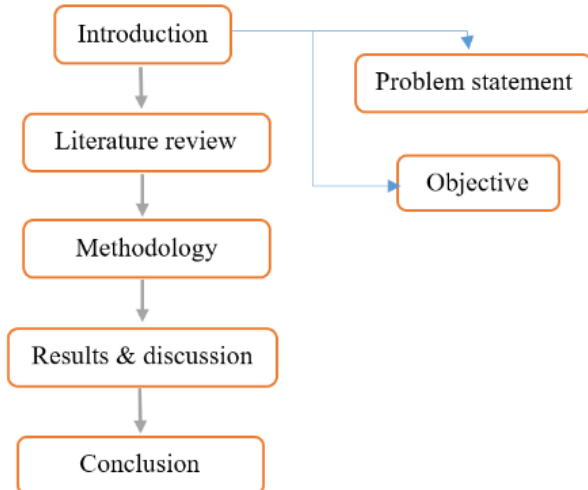 Introduction
Problem statement
Literature review
Objective
Methodology
Results & discussion
Conclusion